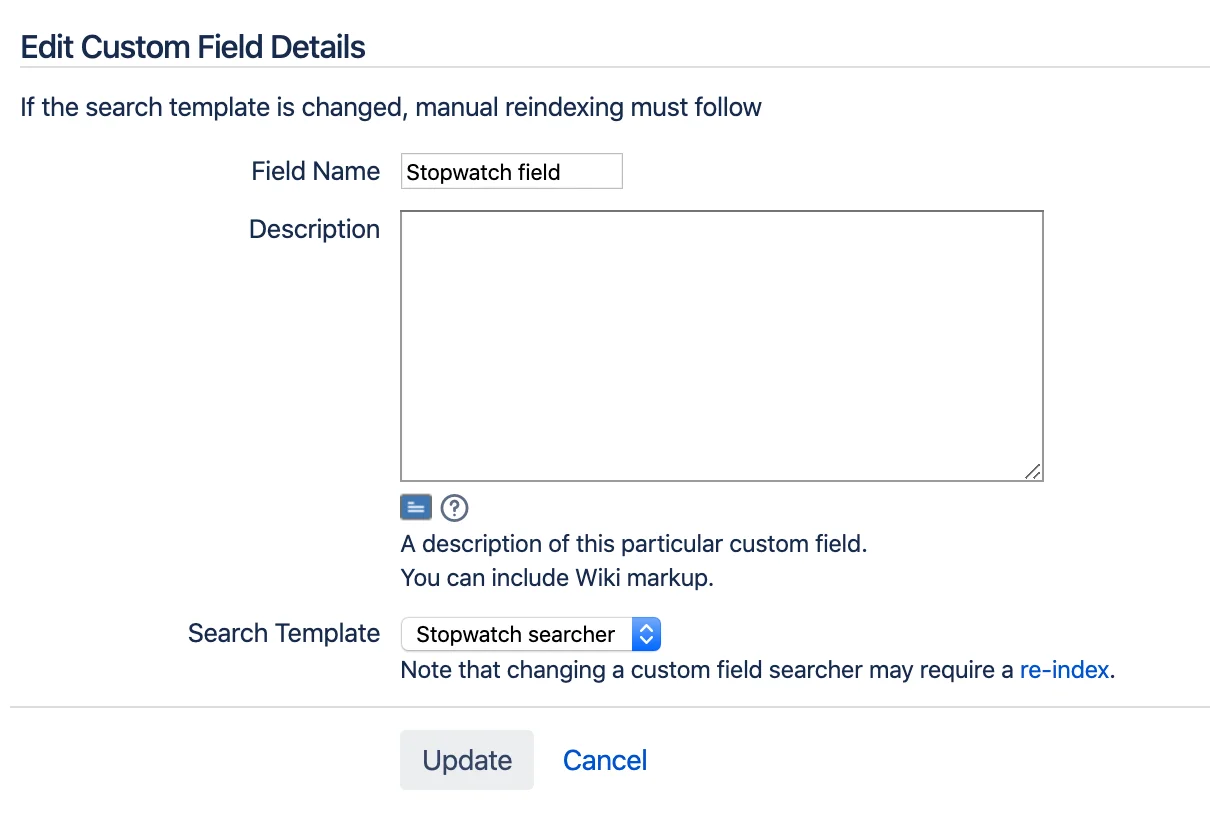 Edit Custom Field Details
If the search template is changed, manual reindexing must follow
Field Name Stopwatch field
Description
?
A description of this particular custom field.
You can include Wiki markup.
Search Template Stopwatch searcher
Note that changing a custom field searcher may require a re-index.
Update Cancel